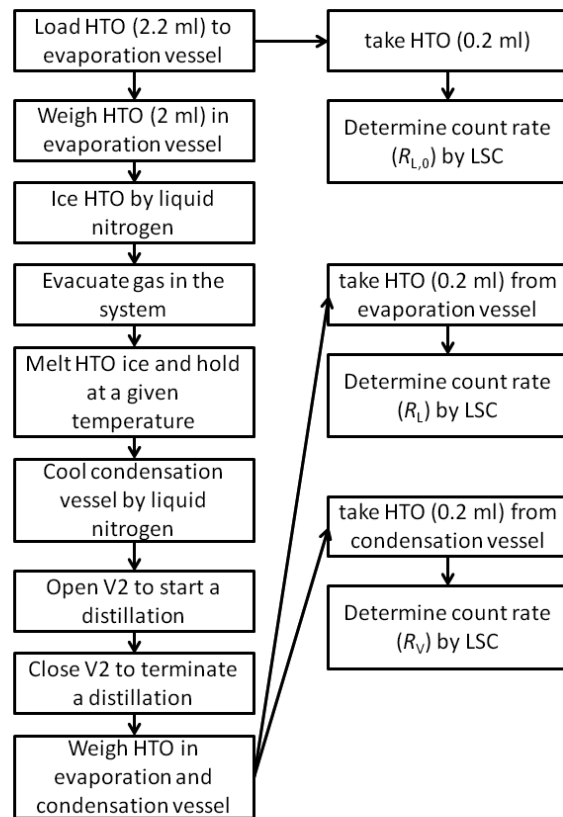 Load HTO (2.2 ml) to
evaporation vessel
Weigh HTO (2 ml) in
evaporation vessel
Ice HTO by liquid
nitrogen
Evacuate gas in the
system
Melt HTO ice and hold
at a given
temperature
Cool condensation
vessel by liquid
nitrogen
Open V2 to start a
distillation
Close V2 to terminate
a distillation
Weigh HTO in
evaporation and
condensation vessel
take HTO (0.2 ml)
Determine count rate
(RL,0) by LSC
take HTO (0.2 ml) from
evaporation vessel
Determine count rate
(RL) by LSC
take HTO (0.2 ml) from
condensation vessel
Determine count rate
(RV) by LSC